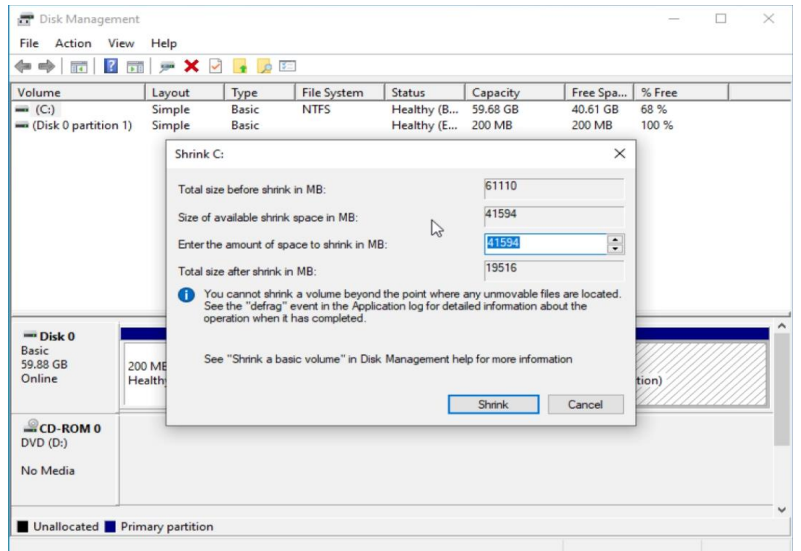 Disk Management
File Action View Help
Volume Layout Type File System Status Capacity Free Spa... % Free
(C:) Simple Basic NTFS Healthy (B... 59.68 GB 40.61 GB 68 %
(Disk 0 partition 1) Simple Basic Healthy (E... 200 MB 200 MB 100 %
Shrink C:
Total size before shrink in MB: 61110
Size of available shrink space in MB: 41594
Enter the amount of space to shrink in MB: 41594
Total size after shrink in MB: 19516
You cannot shrink a volume beyond the point where any unmovable files are located.
See the "defrag" event in the Application log for detailed information about the
operation when it has completed.
See "Shrink a basic volume" in Disk Management help for more information
Shrink Cancel
Disk 0
Basic
59.88 GB
Online
200 ME
Health
tion)
CD-ROM 0
DVD (D:)
No Media
Unallocated Primary partition